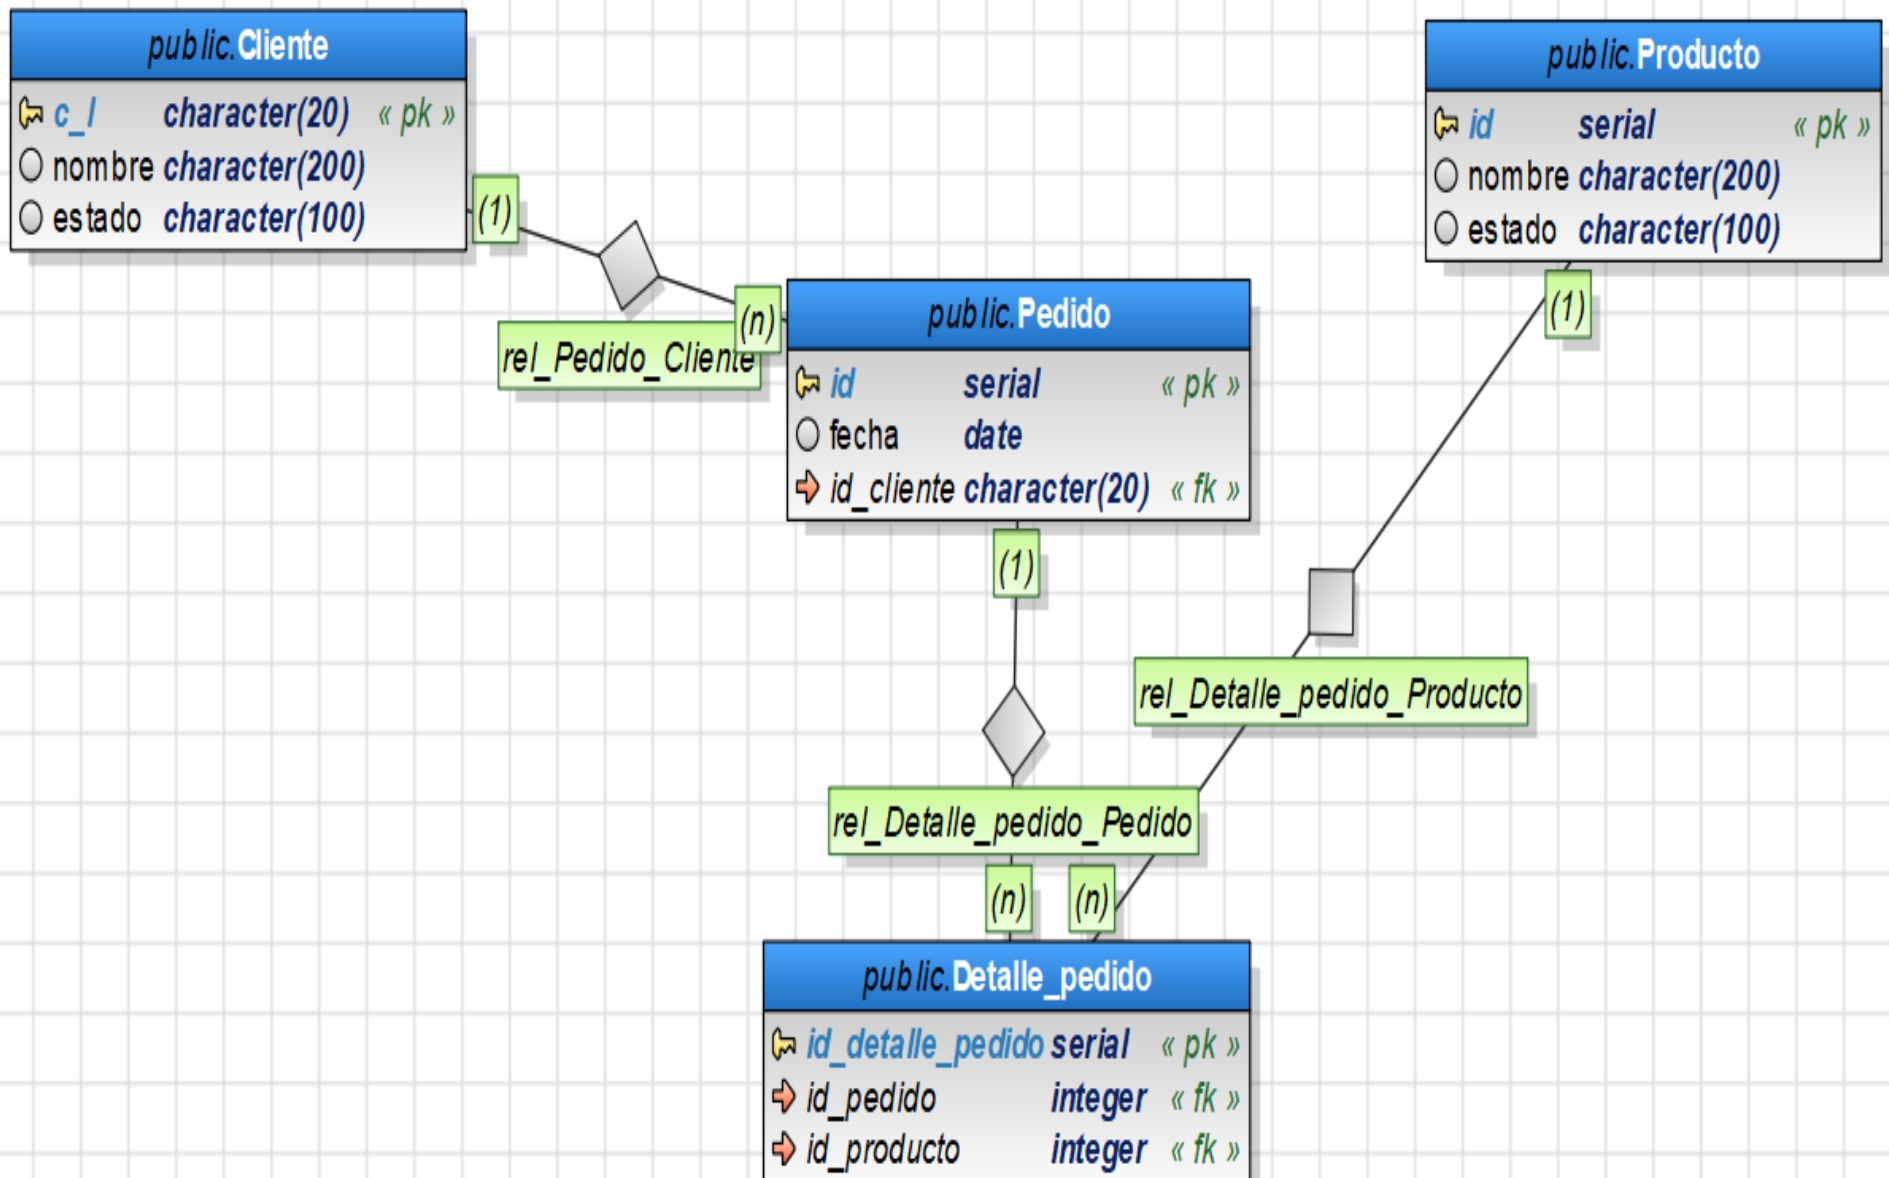 public.Cliente
c_I character(20) « pk »
nombre character(200)
estado character(100)
(1)
(n)
rel_Pedido_Cliente
public.Producto
id serial « pk »
nombre character(200)
estado character(100)
(1)
public.Pedido
id serial « pk »
fecha date
id_cliente character(20) « fk »
(1)
rel_Detalle_pedido_Producto
rel_Detalle_pedido_Pedido
(n) (n)
public.Detalle_pedido
id_detalle_pedido serial « pk »
id_pedido integer « fk »
id_producto integer « fk »